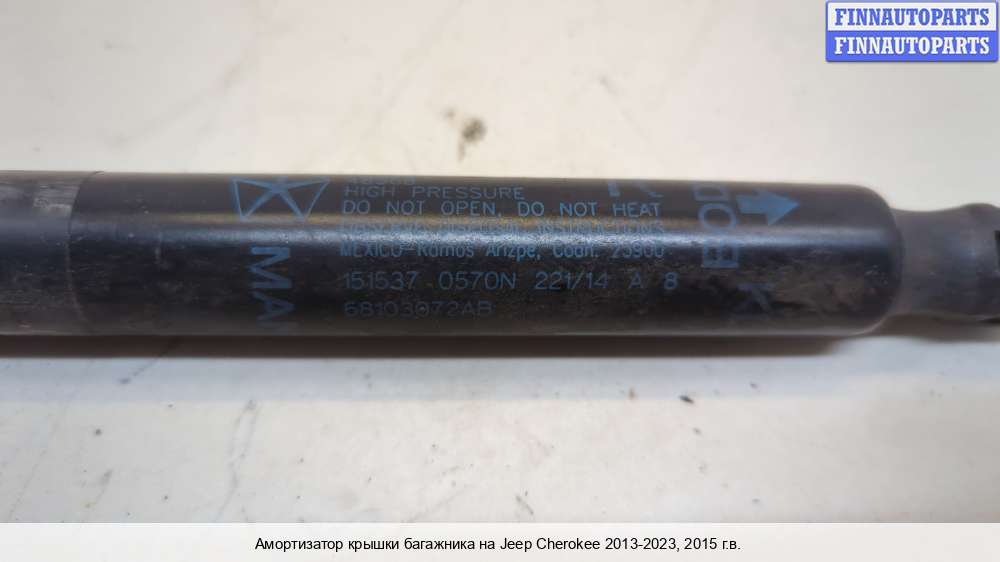 FINNAUTOPARTS
FINNAUTOPARTS
HIGH PRESSURE
DO NOT OPEN, DO NOT HEAT
MEXICO-Ramos Arizpe, Coah. 25900
151537 0570N 221/14 A 8
68103072AB
Амортизатор крышки багажника на Jeep Cherokee 2013-2023, 2015 г.в.